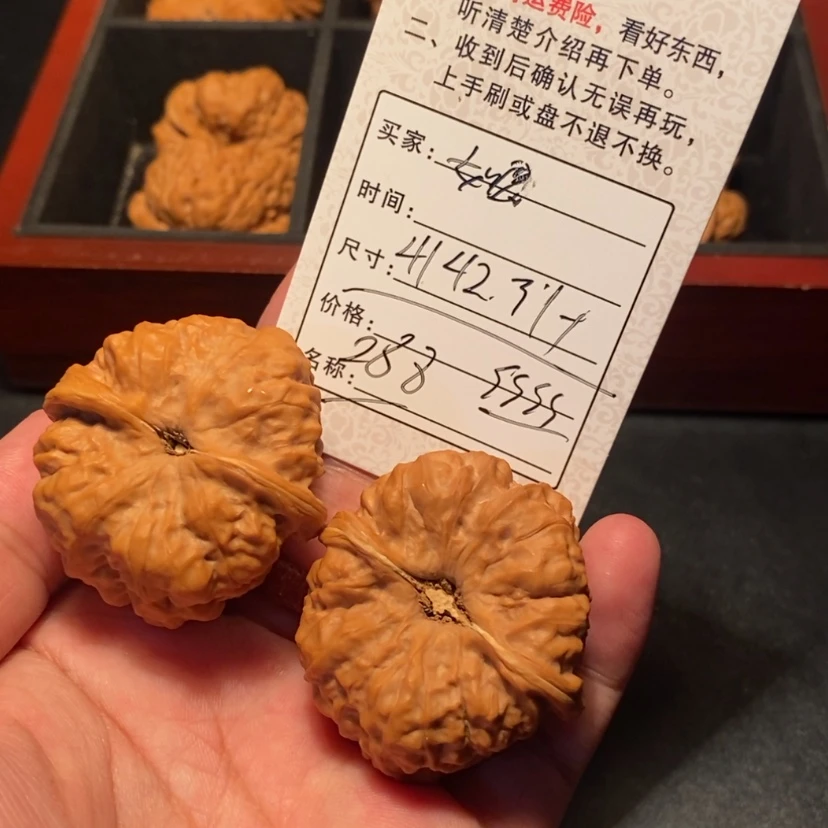 运费险，看好东西，
听清楚介绍再下单。
二、收到后确认无误再玩，
上手刷或盘不退不换。
买家：
时间：
尺寸：41.42.3
价格：288
名称：